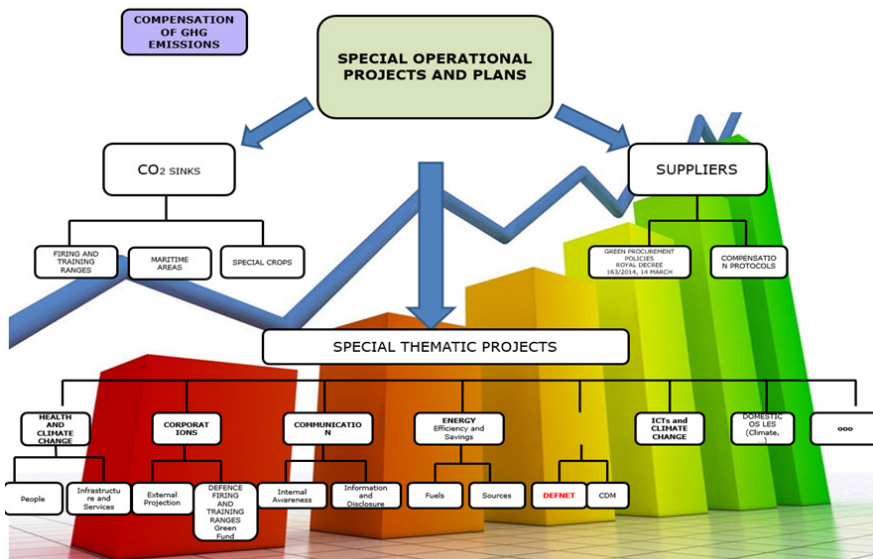 COMPENSATION
OF GHG
EMISSIONS
SPECIAL OPERATIONAL
PROJECTS AND PLANS
CO₂ SINKS
SUPPLIERS
FIRING AND
TRAINING
RANGES
MARITIME
AREAS
SPECIAL CROPS
GREEN PROCUREMENT
POLICIES
ROYAL DECREE
163/2014, 14 MARCH
COMPENSATIO
N PROTOCOLS
SPECIAL THEMATIC PROJECTS
HEALTH
AND
CLIMATE
CHANGE
CORPORAT
IONS
COMMUNICATIO
N
ENERGY
Efficiency and
Savings
ICTs and
CLIMATE
CHANGE
DOMESTIC
OS LES
(Climate,
...)
ooo
People
Infrastructu
re and
Services
External
Projection
DEFENCE
FIRING
AND
TRAINING
RANGES
Green
Fund
Internal
Awareness
Information
and
Disclosure
Fuels
Sources
DEFNET
CDM